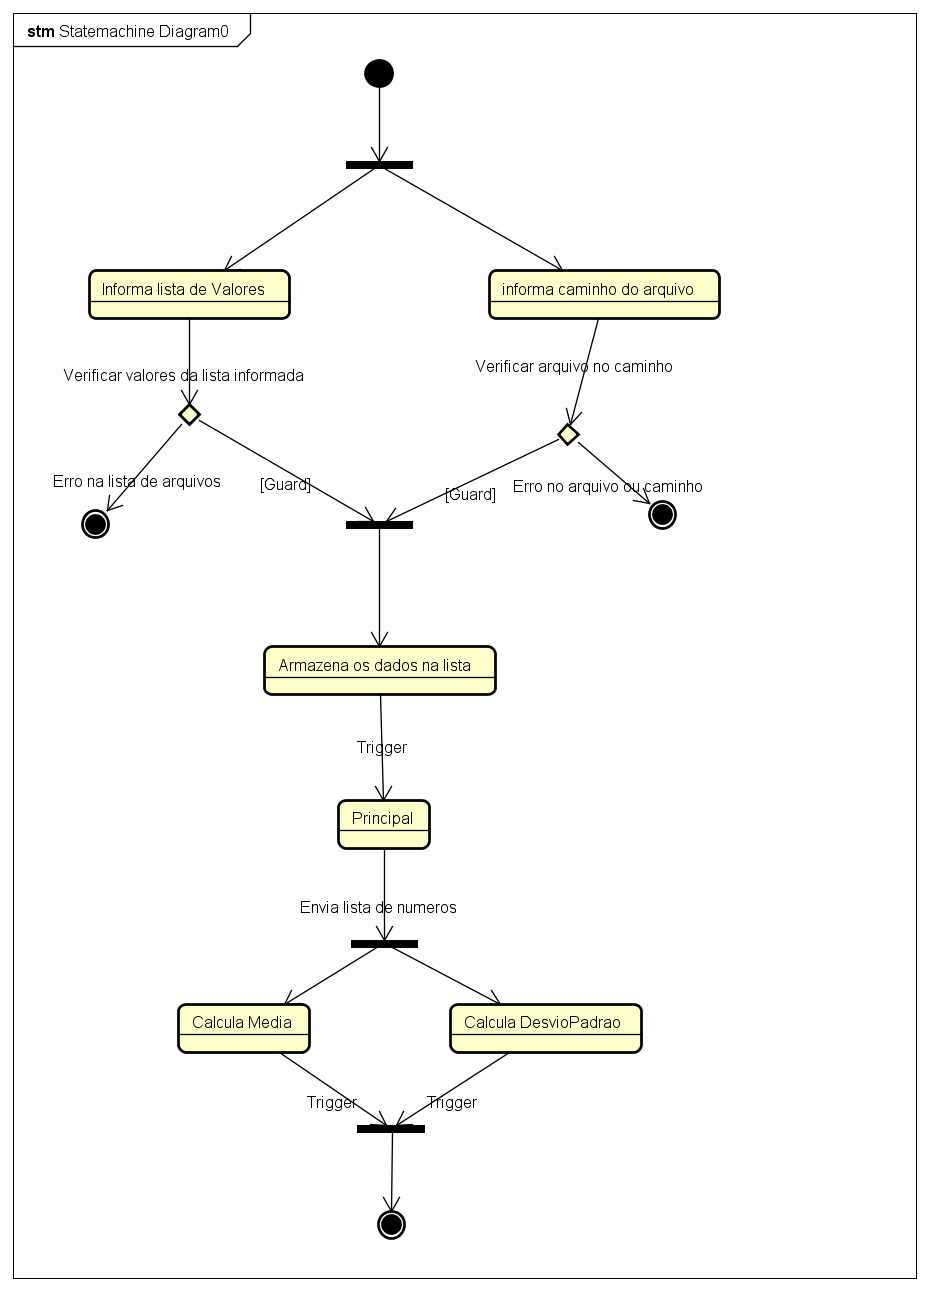 stm Statemachine Diagram0
Informa lista de Valores
informa caminho do arquivo
Verificar valores da lista informada
Verificar arquivo no caminho
Erro na lista de arquivos
[Guard]
[Guard]
Erro no arquivo ou caminho
Armazena os dados na lista
Trigger
Principal
Envia lista de numeros
Calcula Media
Calcula DesvioPadrao
Trigger
Trigger